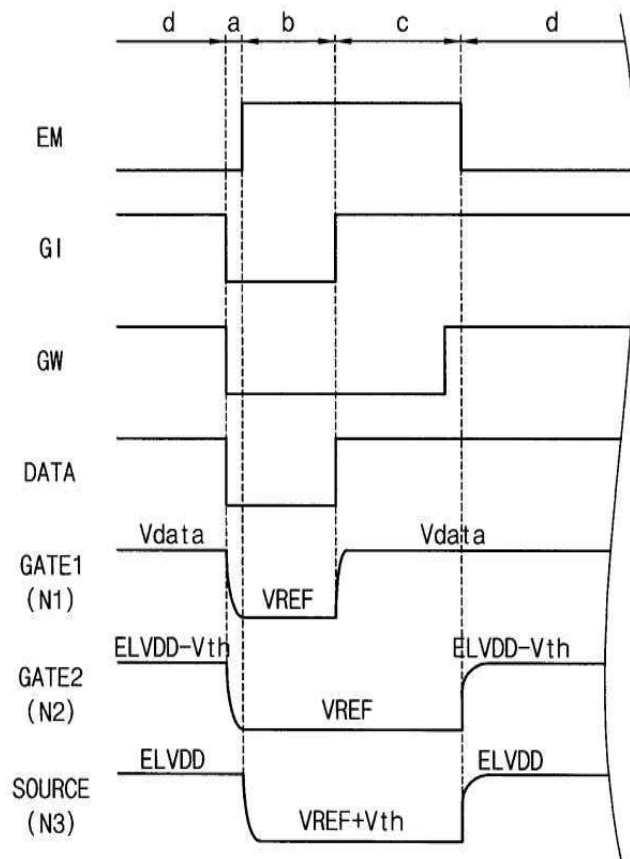 d a b c d
EM
GI
GW
DATA
Vdata Vdata
GATE1
(N1) VREF
ELVDD-Vth ELVDD-Vth
GATE2
(N2) VREF
ELVDD ELVDD
SOURCE
(N3) VREF+Vth